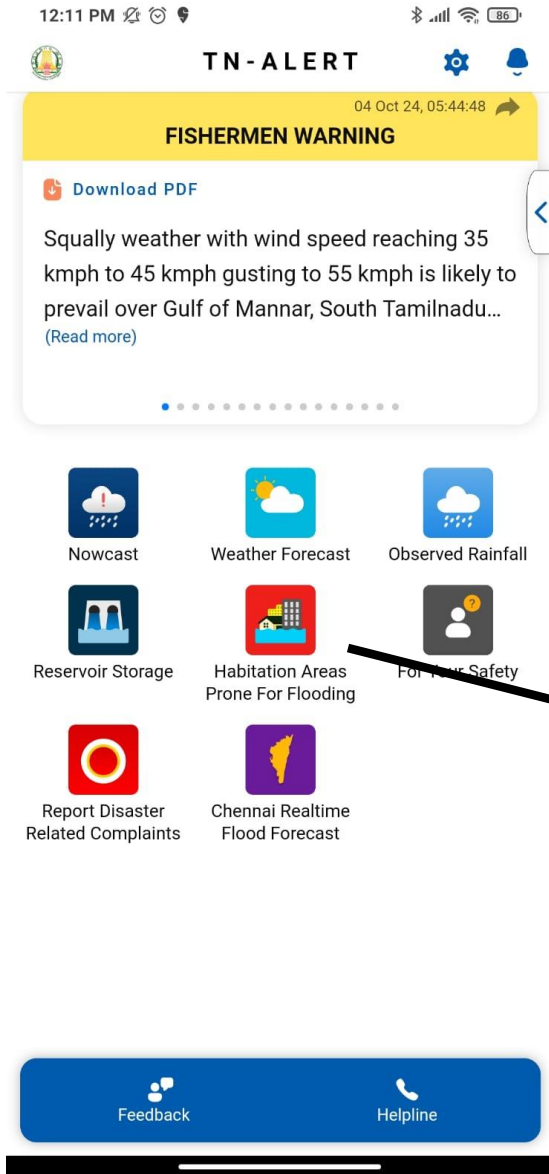 12:11 PM
86
TN-ALERT
04 Oct 24, 05:44:48
FISHERMEN WARNING
Download PDF
Squally weather with wind speed reaching 35
kmph to 45 kmph gusting to 55 kmph is likely to
prevail over Gulf of Mannar, South Tamilnadu...
(Read more)
Nowcast
Weather Forecast
Observed Rainfall
Reservoir Storage
Habitation Areas
Prone For Flooding
For Your Safety
Report Disaster
Related Complaints
Chennai Realtime
Flood Forecast
Feedback
Helpline